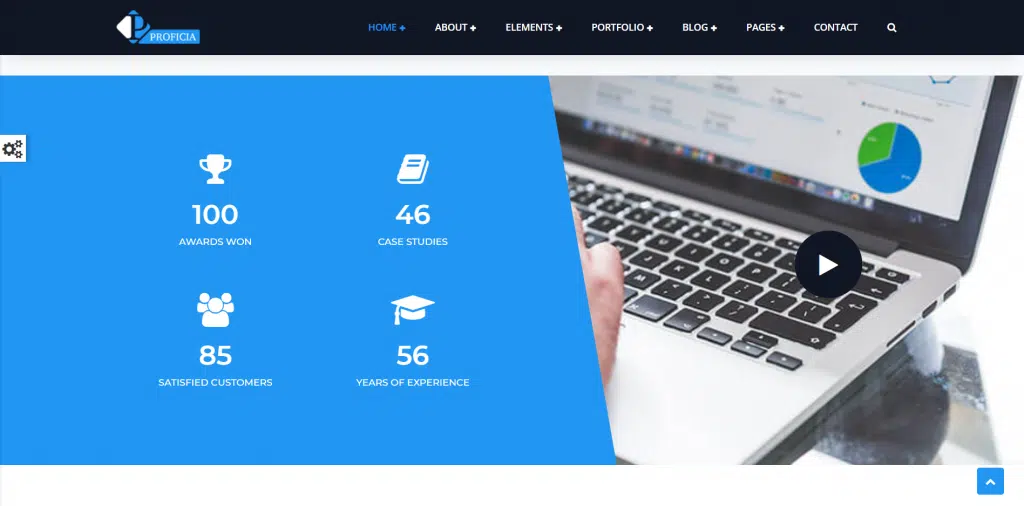 PROFICIA
HOME + ABOUT + ELEMENTS + PORTFOLIO + BLOG + PAGES + CONTACT
100
46
AWARDS WON
CASE STUDIES
85
56
SATISFIED CUSTOMERS
YEARS OF EXPERIENCE